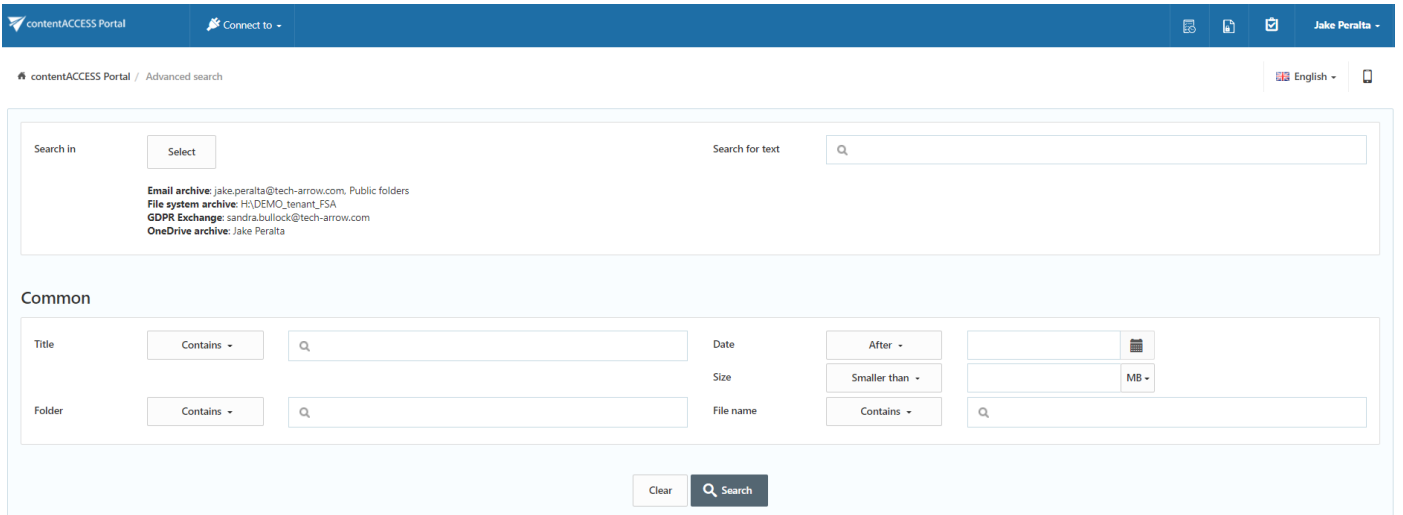 contentACCESS Portal Connect to Jake Peralta
contentACCESS Portal / Advanced search English
Search in Select Search for text
Email archive: jake.peralta@tech-arrow.com, Public folders
File system archive: H:\DEMO_tenant_FSA
GDPR Exchange: sandra.bullock@tech-arrow.com
OneDrive archive: Jake Peralta
Common
Title Contains Date After
Size Smaller than MB
Folder Contains File name Contains
Clear Search